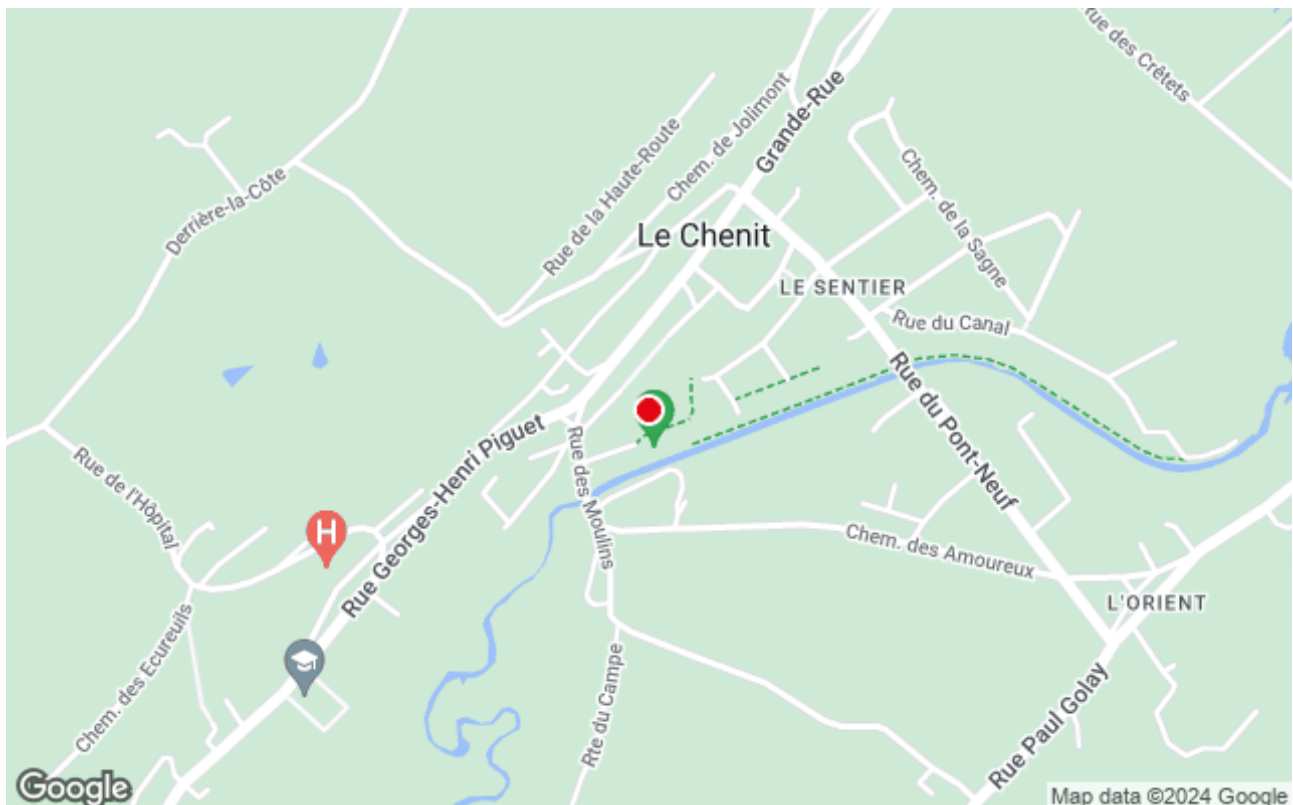 Rue des Crêtets
Chem. de Jolimont
Grande-Rue
Rue de la Haute-Route
Derrière-la-Côte
Chem. de la Sagne
Le Chenit
LE SENTIER
Rue du Canal
Rue du Pont-Neuf
Rue Georges-Henri Piguet
Rue des Moulins
Rue de l'Hôpital
H
Chem. des Amoureux
L'ORIENT
Chem. des Ecureuils
Rte du Campe
Rue Paul Golay
Google
Map data ©2024 Google